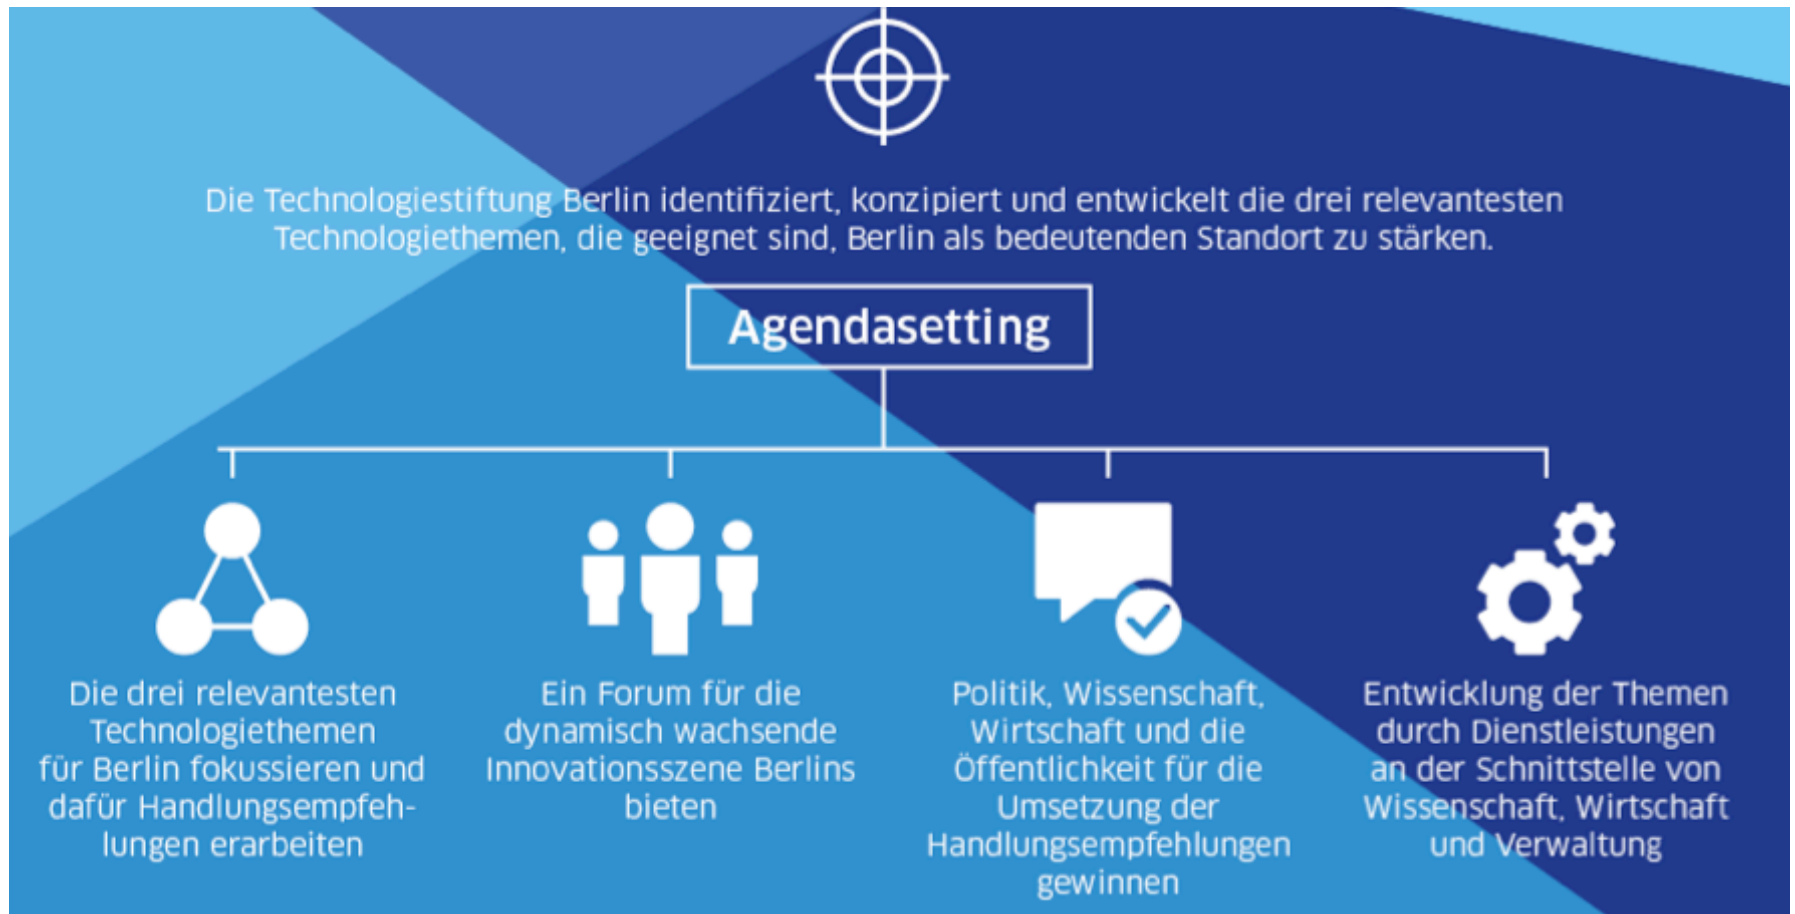 Die Technologiestiftung Berlin identifiziert, konzipiert und entwickelt die drei relevantesten
Technologiethemen, die geeignet sind, Berlin als bedeutenden Standort zu stärken.
Agendasetting
Die drei relevantesten
Technologiethemen
für Berlin fokussieren und
dafür Handlungsempfeh-
lungen erarbeiten
Ein Forum für die
dynamisch wachsende
Innovationsszene Berlins
bieten
Politik, Wissenschaft,
Wirtschaft und die
Öffentlichkeit für die
Umsetzung der
Handlungsempfehlungen
gewinnen
Entwicklung der Themen
durch Dienstleistungen
an der Schnittstelle von
Wissenschaft, Wirtschaft
und Verwaltung